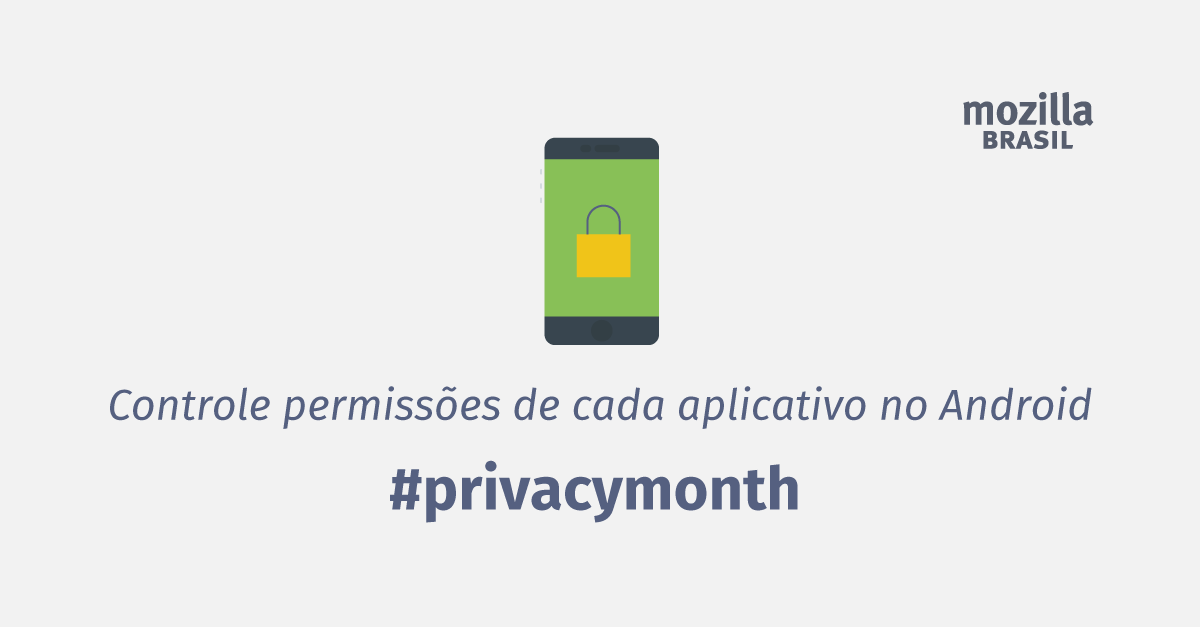 mozilla
BRASIL
Controle permissões de cada aplicativo no Android
#privacymonth